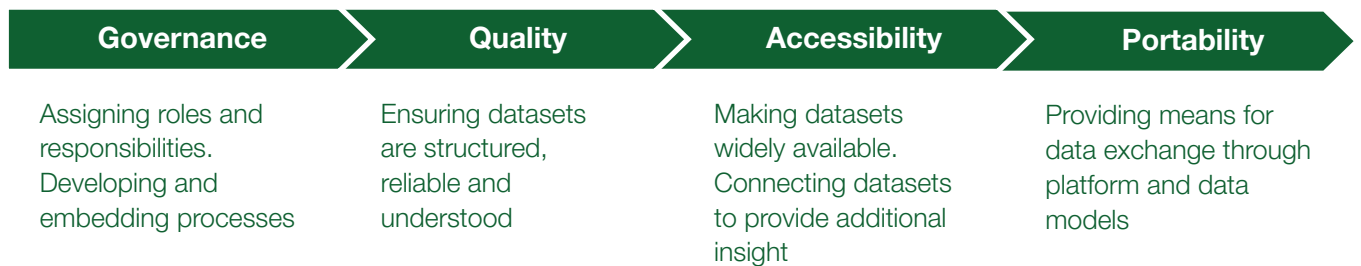 Governance
Quality
Accessibility
Portability
Assigning roles and
responsibilities.
Developing and
embedding processes
Ensuring datasets
are structured,
reliable and
understood
Making datasets
widely available.
Connecting datasets
to provide additional
insight
Providing means for
data exchange through
platform and data
models